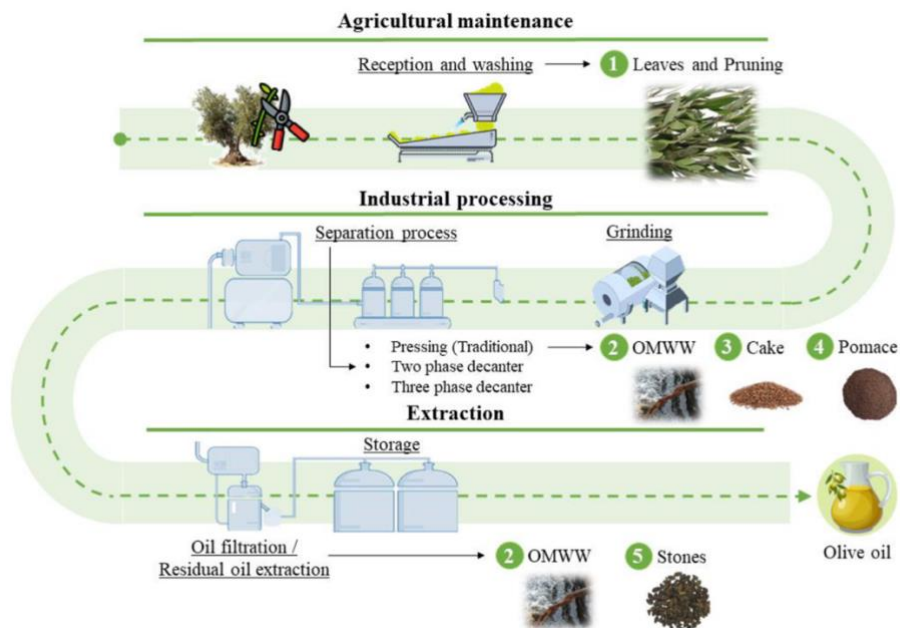 Agricultural maintenance
Reception and washing
1 Leaves and Pruning
Industrial processing
Separation process
Grinding
• Pressing (Traditional)
• Two phase decanter
• Three phase decanter
2 OMWW
3 Cake
4 Pomace
Extraction
Storage
Oil filtration /
Residual oil extraction
2 OMWW
5 Stones
Olive oil